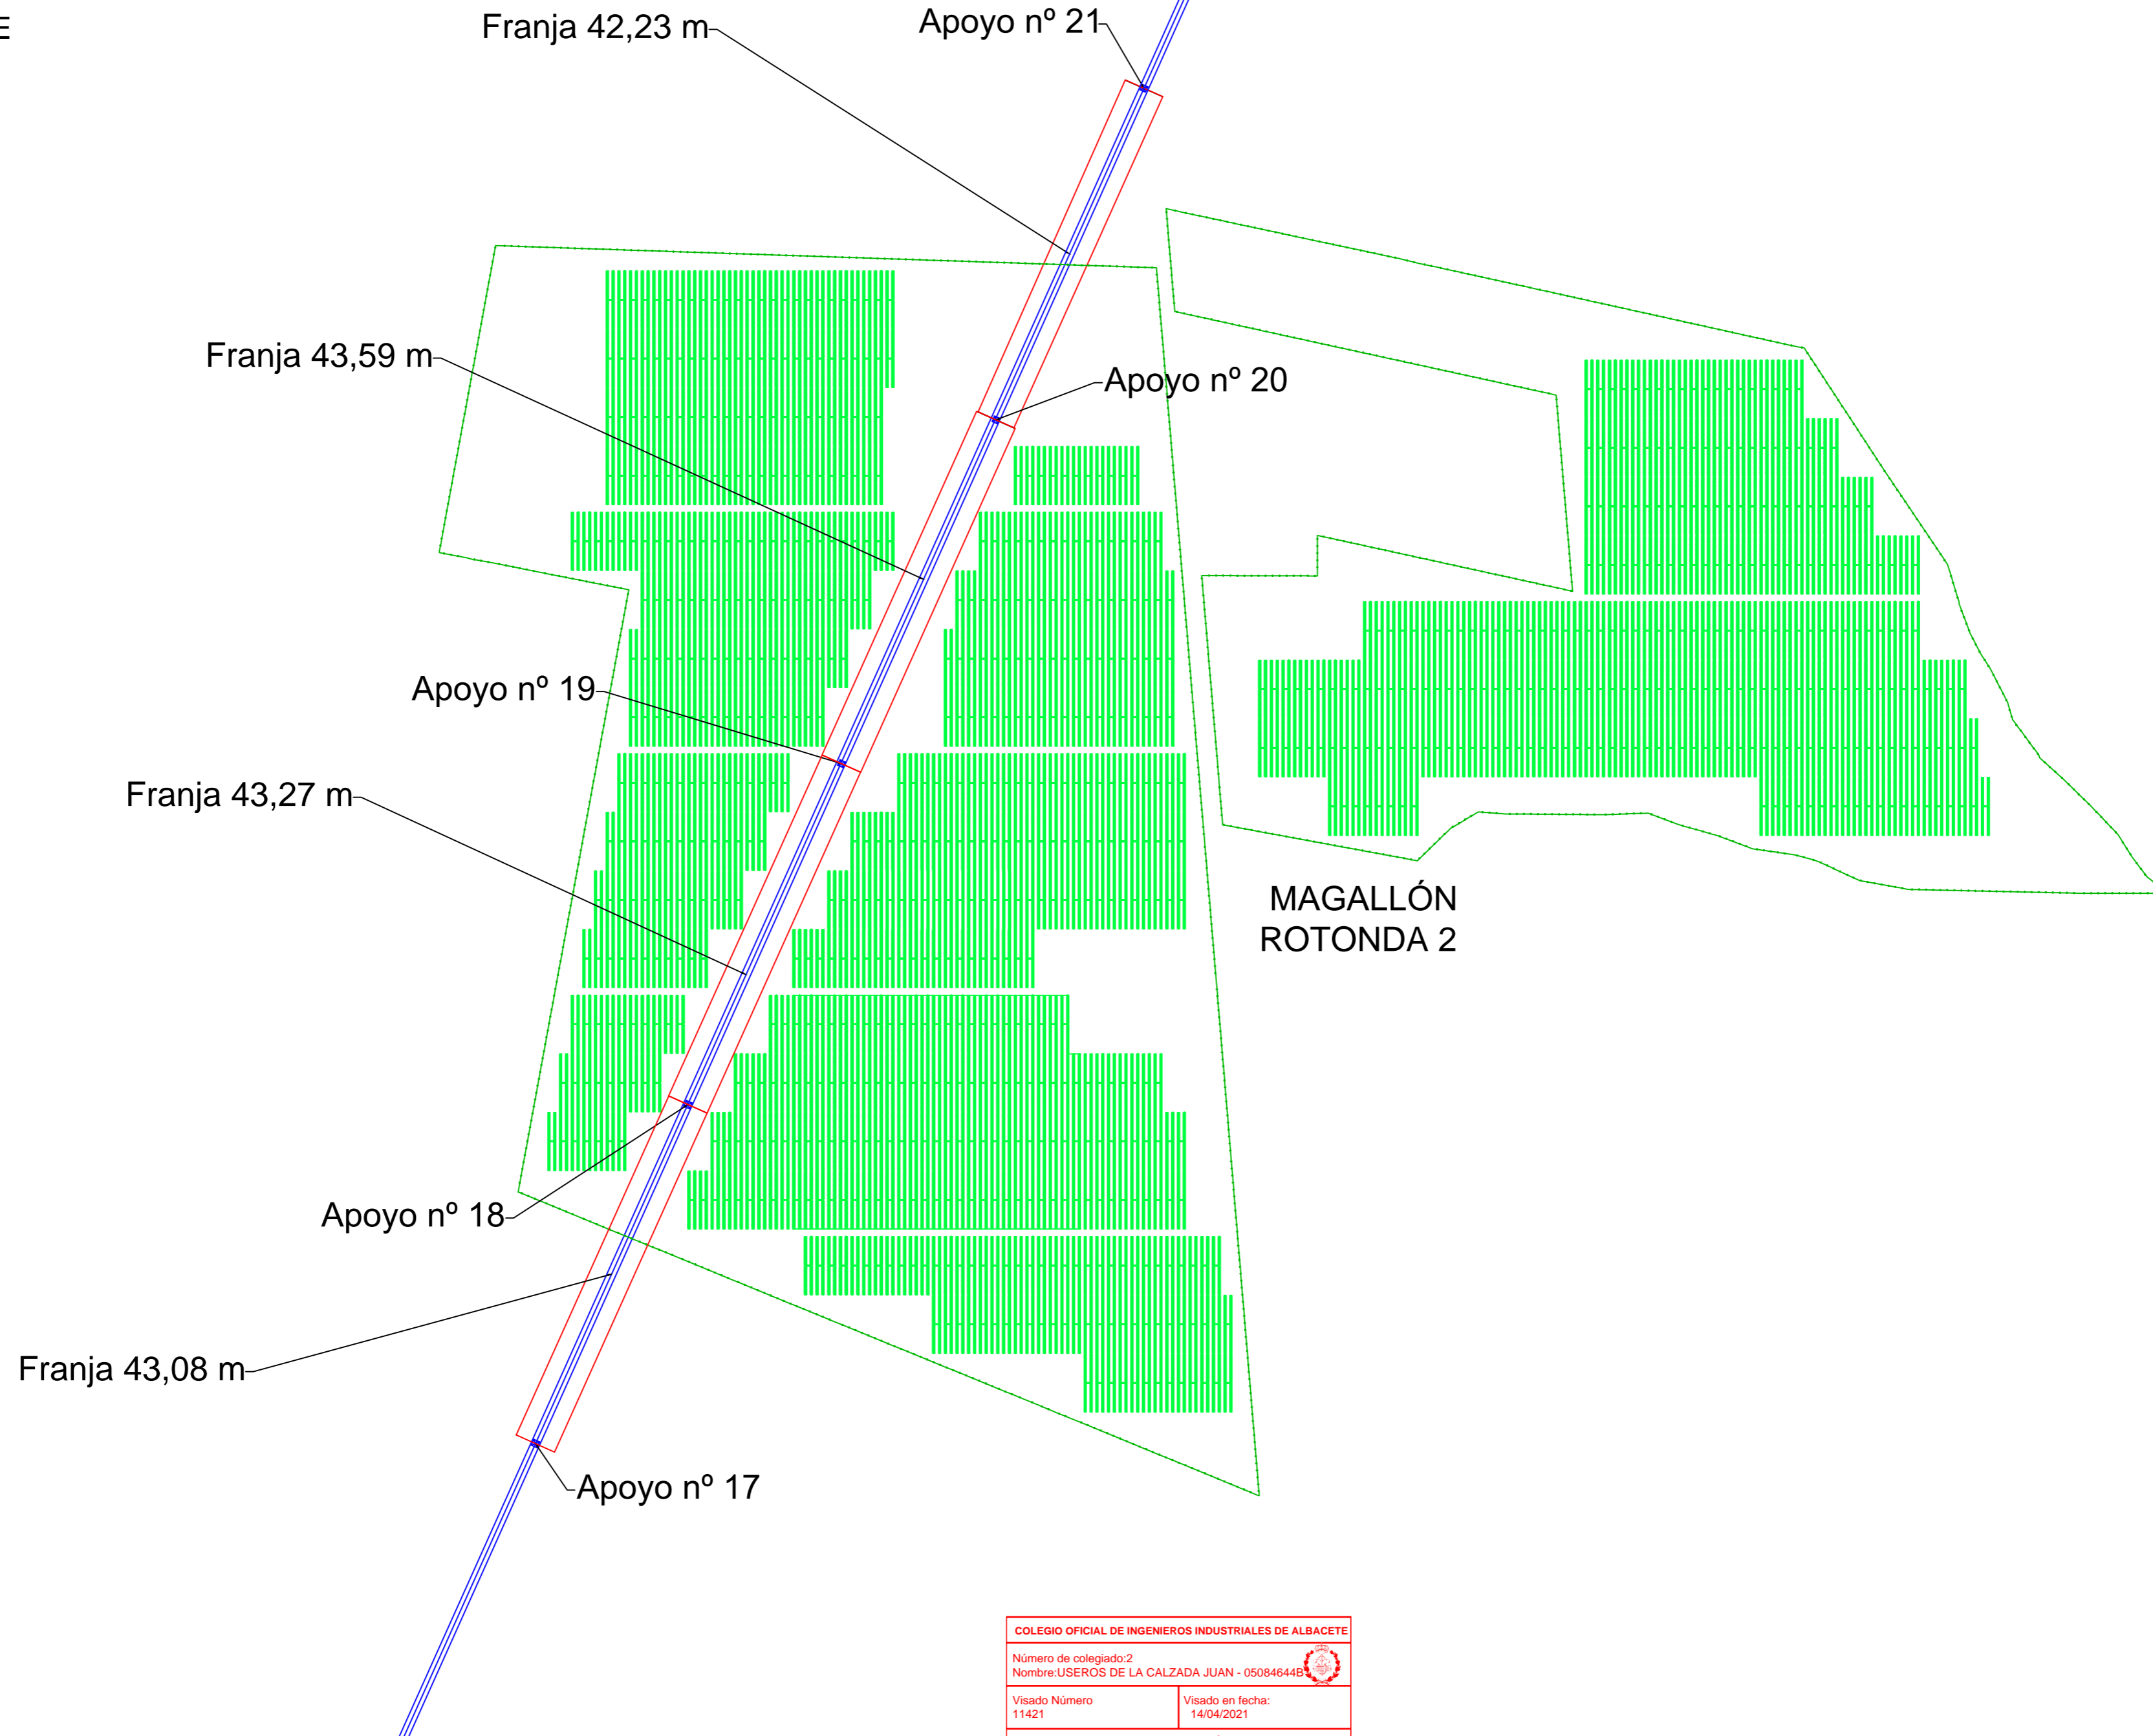 E
Franja 42,23 m
Apoyo nº 21
Franja 43,59 m
Apoyo nº 20
Apoyo nº 19
Franja 43,27 m
MAGALLÓN
ROTONDA 2
Apoyo nº 18
Franja 43,08 m
Apoyo nº 17
COLEGIO OFICIAL DE INGENIEROS INDUSTRIALES DE ALBACETE
Número de colegiado:2
Nombre:USEROS DE LA CALZADA JUAN - 05084644B
Visado Número
11421
Visado en fecha:
14/04/2021